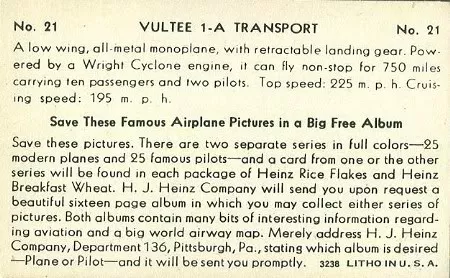 No. 21 VULTEE 1-A TRANSPORT No. 21
A low wing, all-metal monoplane, with retractable landing gear. Pow-
ered by a Wright Cyclone engine, it can fly non-stop for 750 miles
carrying ten passengers and two pilots. Top speed: 225 m. p. h. Cruis-
ing speed: 195 m. p. h.
Save These Famous Airplane Pictures in a Big Free Album
Save these pictures. There are two separate series in full colors—25
modern planes and 25 famous pilots—and a card from one or the other
series will be found in each package of Heinz Rice Flakes and Heinz
Breakfast Wheat. H. J. Heinz Company will send you upon request a
beautiful sixteen page album in which you may collect either series of
pictures. Both albums contain many bits of interesting information regard-
ing aviation and a big world airway map. Merely address H. J. Heinz
Company, Department 136, Pittsburgh, Pa., stating which album is desired
—Plane or Pilot—and it will be sent you promptly. 3238 LITHO IN U. S. A.